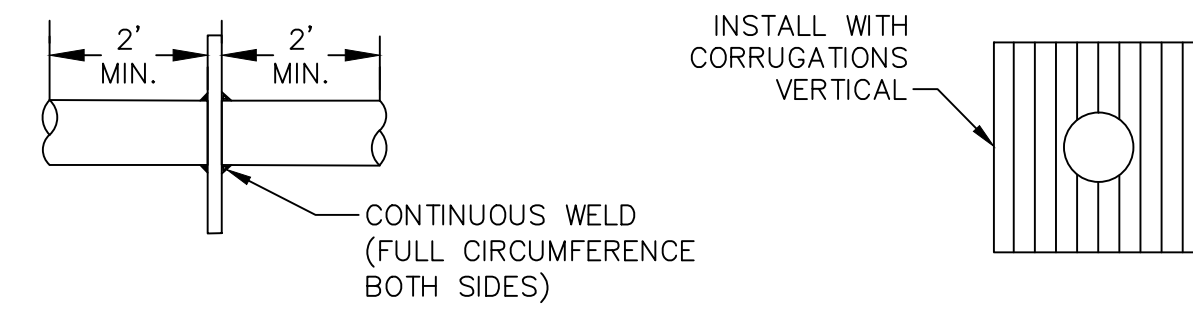 2'
MIN.
2'
MIN.
CONTINUOUS WELD
(FULL CIRCUMFERENCE
BOTH SIDES)
INSTALL WITH
CORRUGATIONS
VERTICAL